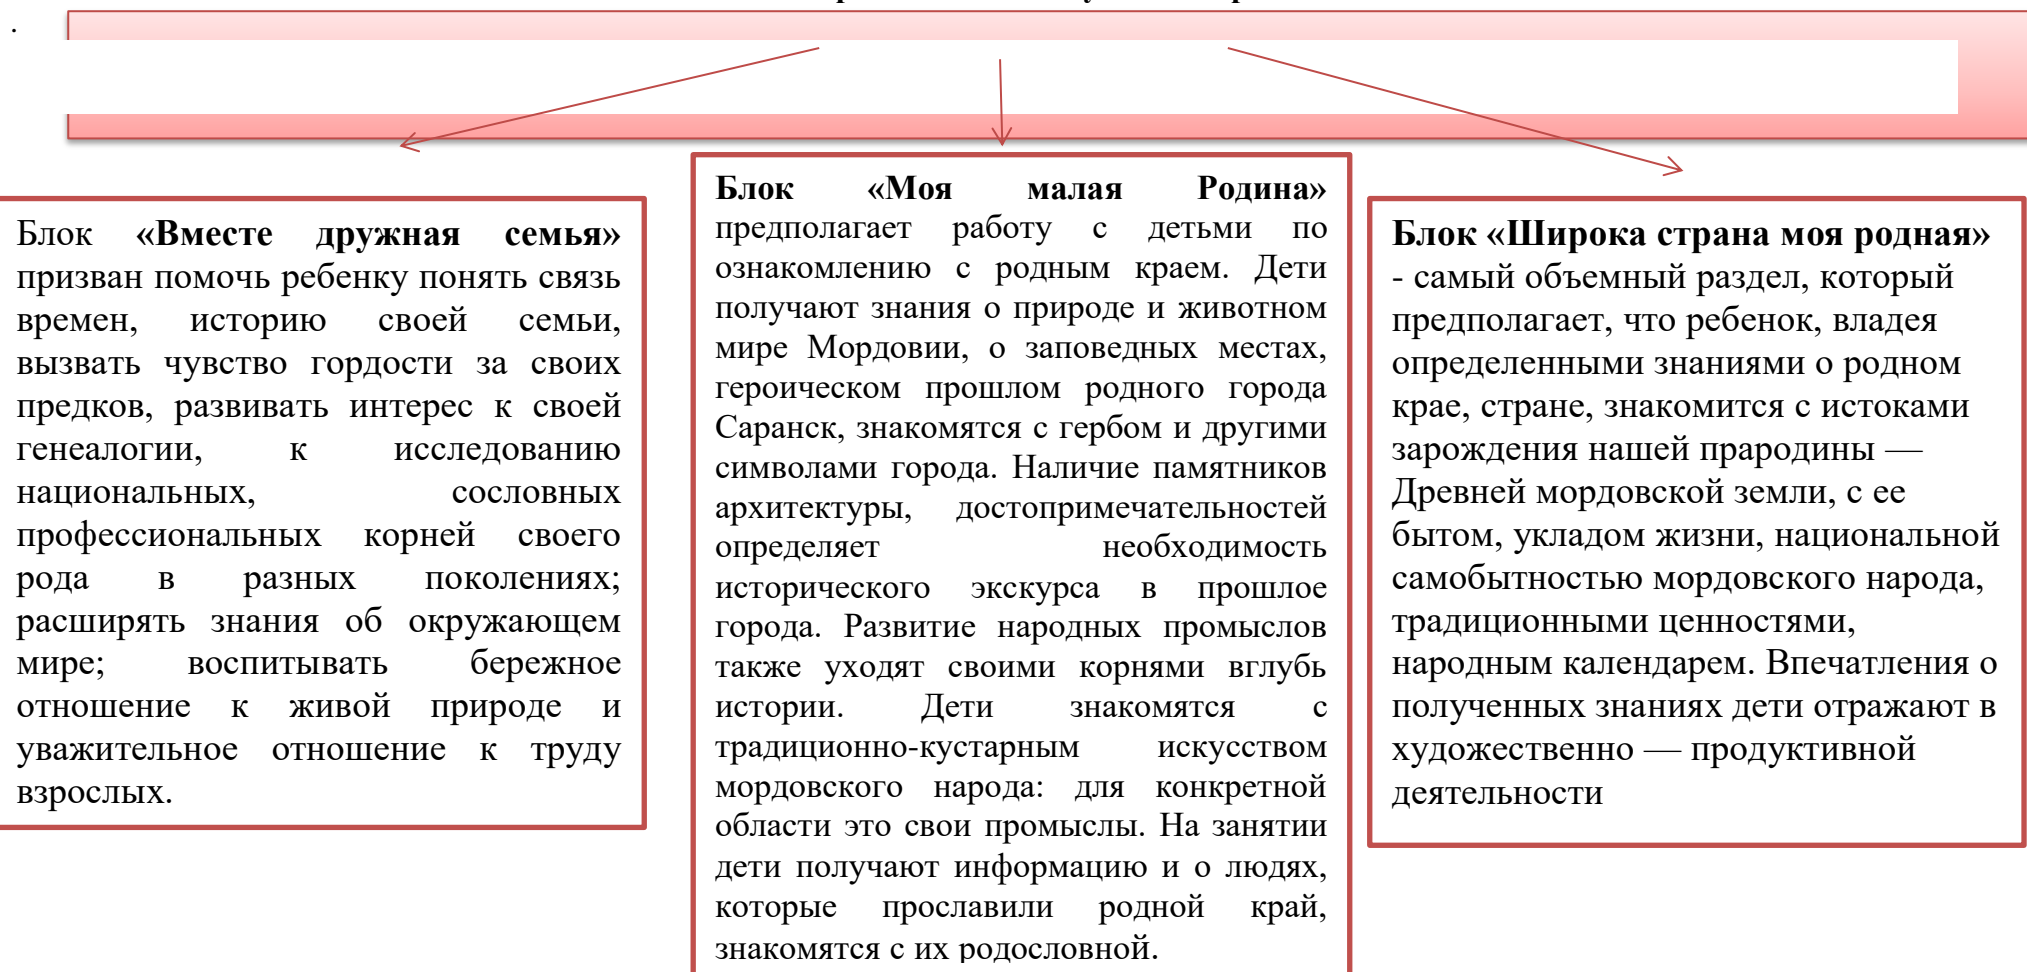 .
Блок «Вместе дружная семья»
призван помочь ребенку понять связь
времен, историю своей семьи,
вызвать чувство гордости за своих
предков, развивать интерес к своей
генеалогии, к исследованию
национальных, сословных
профессиональных корней своего
рода в разных поколениях;
расширять знания об окружающем
мире; воспитывать бережное
отношение к живой природе и
уважительное отношение к труду
взрослых.
Блок «Моя малая Родина»
предполагает работу с детьми по
ознакомлению с родным краем. Дети
получают знания о природе и животном
мире Мордовии, о заповедных местах,
героическом прошлом родного города
Саранск, знакомятся с гербом и другими
символами города. Наличие памятников
архитектуры, достопримечательностей
определяет необходимость
исторического экскурса в прошлое
города. Развитие народных промыслов
также уходят своими корнями вглубь
истории. Дети знакомятся с
традиционно-кустарным искусством
мордовского народа: для конкретной
области это свои промыслы. На занятии
дети получают информацию и о людях,
которые прославили родной край,
знакомятся с их родословной.
Блок «Широка страна моя родная»
- самый объемный раздел, который
предполагает, что ребенок, владея
определенными знаниями о родном
крае, стране, знакомится с истоками
зарождения нашей прародины —
Древней мордовской земли, с ее
бытом, укладом жизни, национальной
самобытностью мордовского народа,
традиционными ценностями,
народным календарем. Впечатления о
полученных знаниях дети отражают в
художественно — продуктивной
деятельности